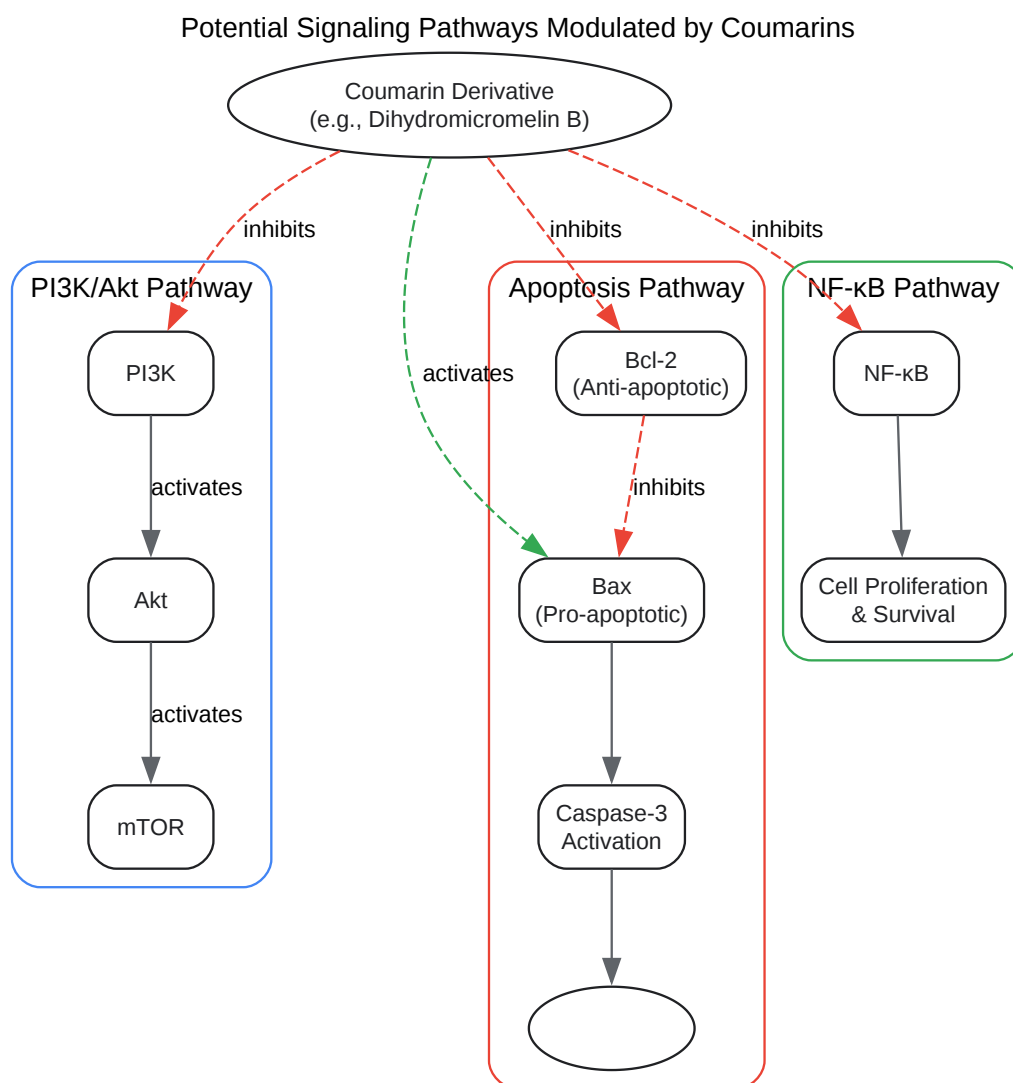 Potential Signaling Pathways Modulated by Coumarins
Coumarin Derivative
(e.g., Dihydromicromelin B)
inhibits
inhibits
inhibits
PI3K/Akt Pathway
Apoptosis Pathway
NF-κB Pathway
PI3K
activates
Bcl-2
(Anti-apoptotic)
NF-κB
activates
inhibits
Akt
Bax
(Pro-apoptotic)
Cell Proliferation
& Survival
activates
mTOR
Caspase-3
Activation